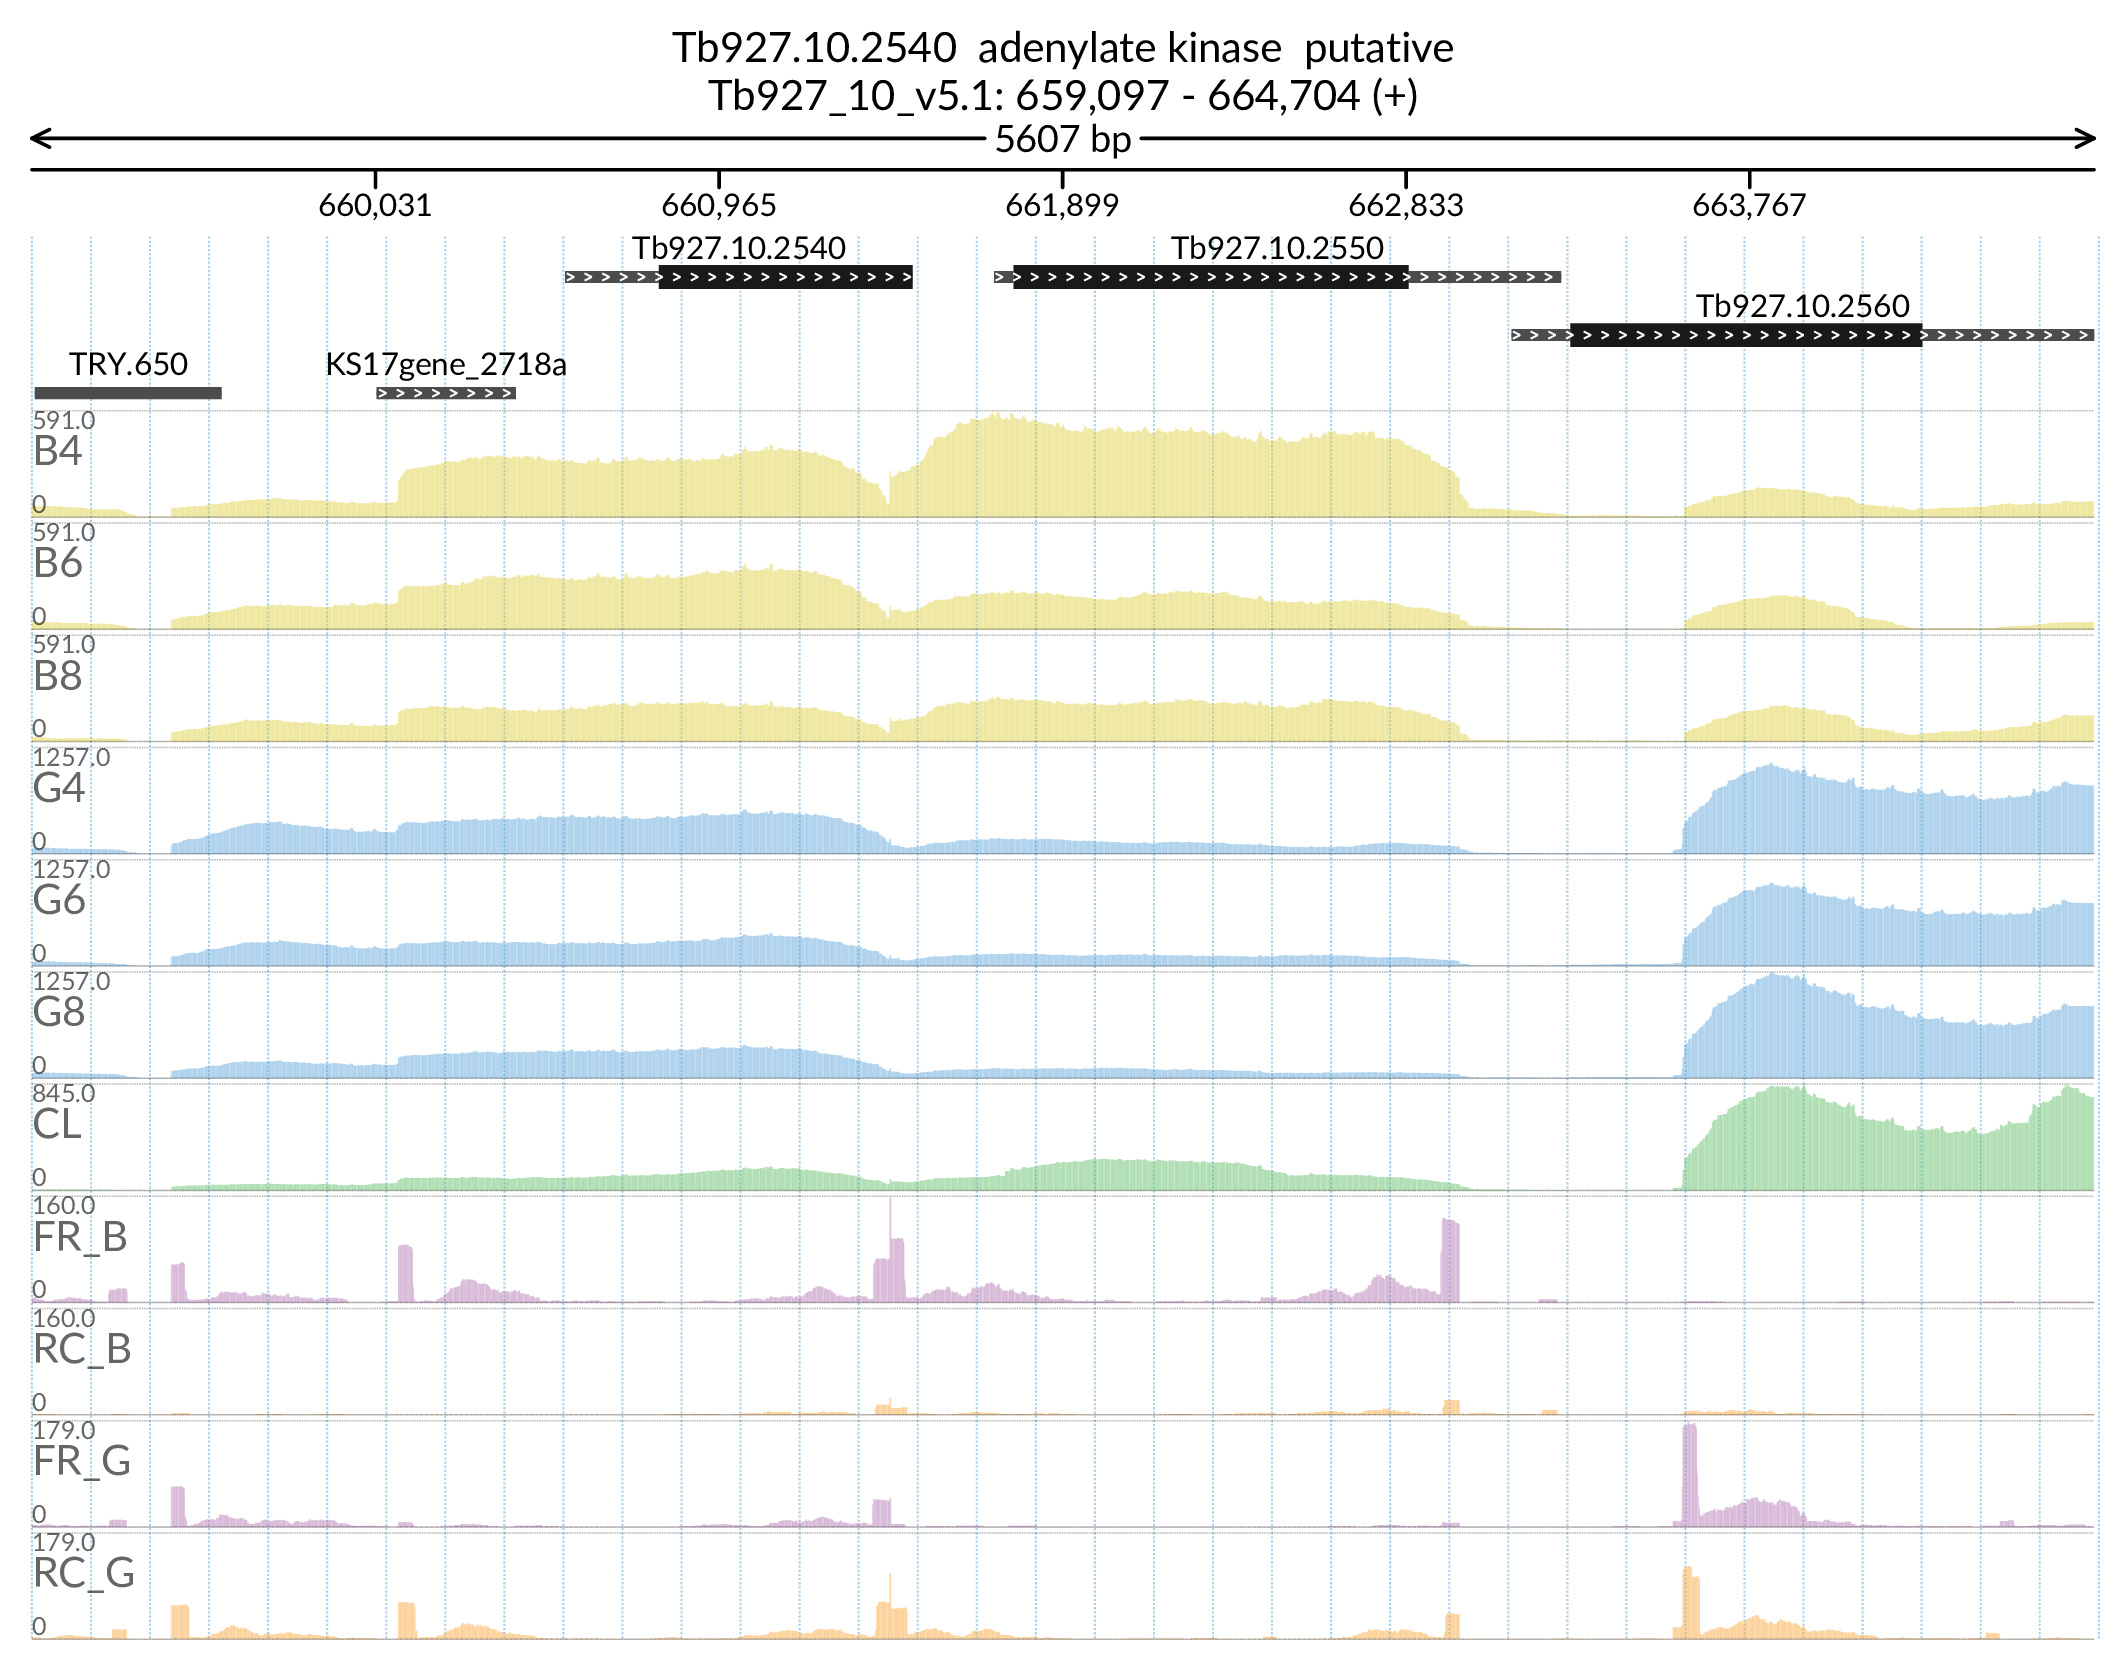 Tb927.10.2540  adenylate kinase  putative
Tb927_10_v5.1: 659,097 - 664,704 (+)
5607 bp
660,031 660,965 661,899 662,833 663,767
Tb927.10.2540 Tb927.10.2550
Tb927.10.2560
TRY.650 KS17gene_2718a
591.0
B4
0
591.0
B6
0
591.0
B8
0
1257.0
G4
0
1257.0
G6
0
1257.0
G8
0
845.0
CL
0
160.0
FR_B
0
160.0
RC_B
0
179.0
FR_G
0
179.0
RC_G
0